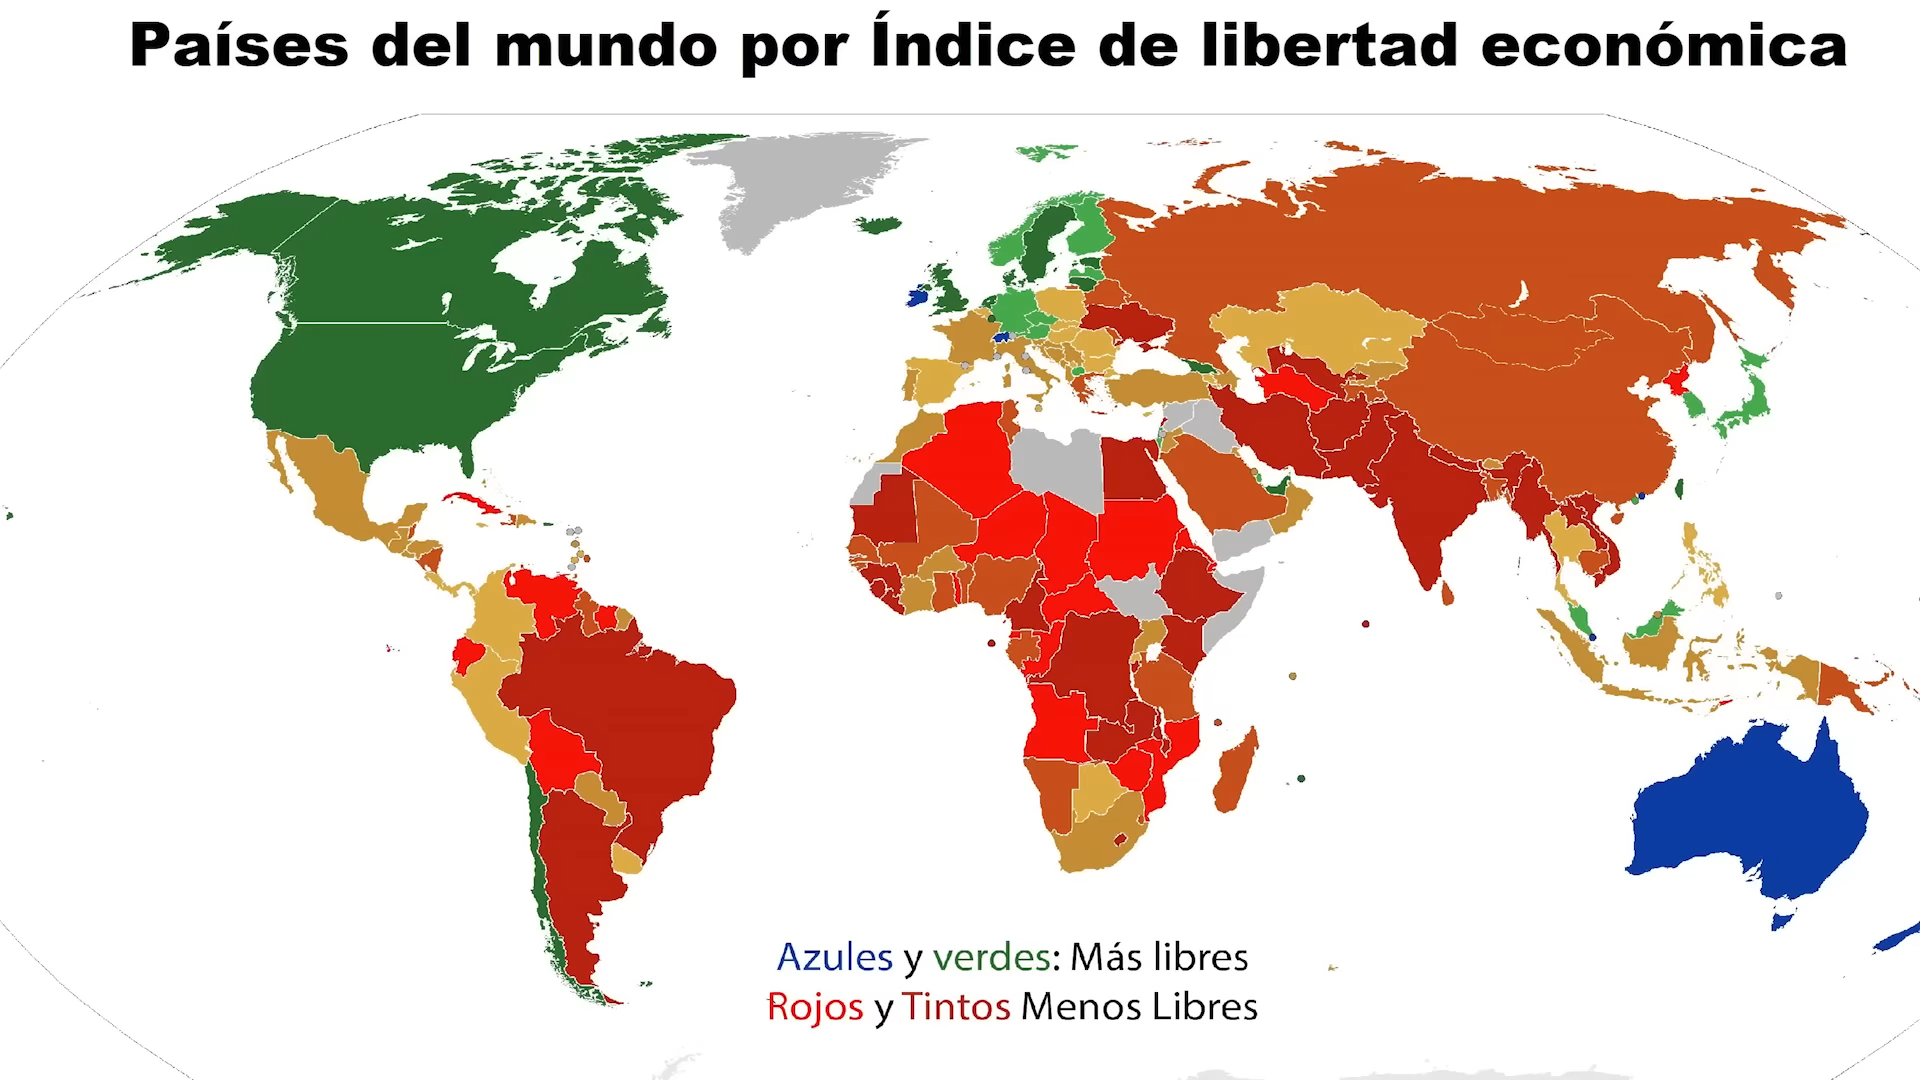 Países del mundo por Índice de libertad económica
Azules y verdes: Más libres
Rojos y Tintos Menos Libres